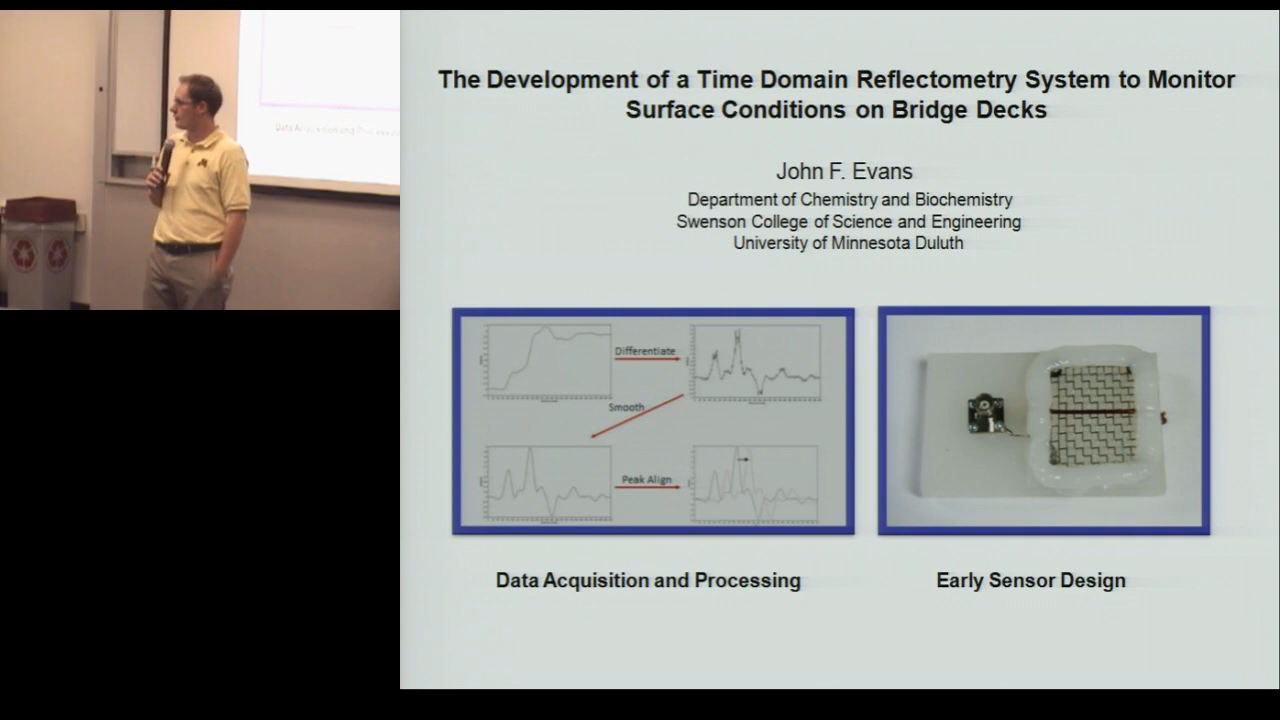 The Development of a Time Domain Reflectometry System to Monitor
Surface Conditions on Bridge Decks
John F. Evans
Department of Chemistry and Biochemistry
Swenson College of Science and Engineering
University of Minnesota Duluth
Differentiate
Smooth
Peak Align
Data Acquisition and Processing
Early Sensor Design